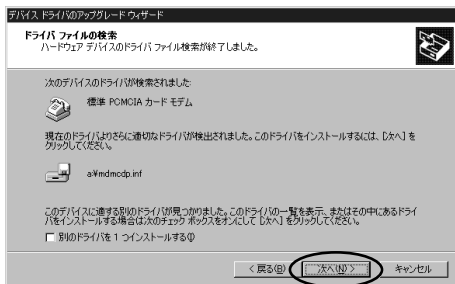 デバイス ドライバのアップグレード ウィザード
ドライバ ファイルの検索
ハードウェア デバイスのドライバ ファイル検索が終了しました。
次のデバイスのドライバが検索されました:
標準 PCMCIA カード モデム
現在のドライバよりさらに適切なドライバが検出されました。このドライバをインストールするには、[次へ] を
クリックしてください。
a:¥mdmcdp.inf
このデバイスに適する別のドライバが見つかりました。このドライバの一覧を表示、またはその中にあるドライ
バをインストールする場合は次のチェック ボックスをオンにして [次へ] をクリックしてください。
別のドライバを 1 つインストールする(I)
< 戻る(B)
次へ(N) >
キャンセル